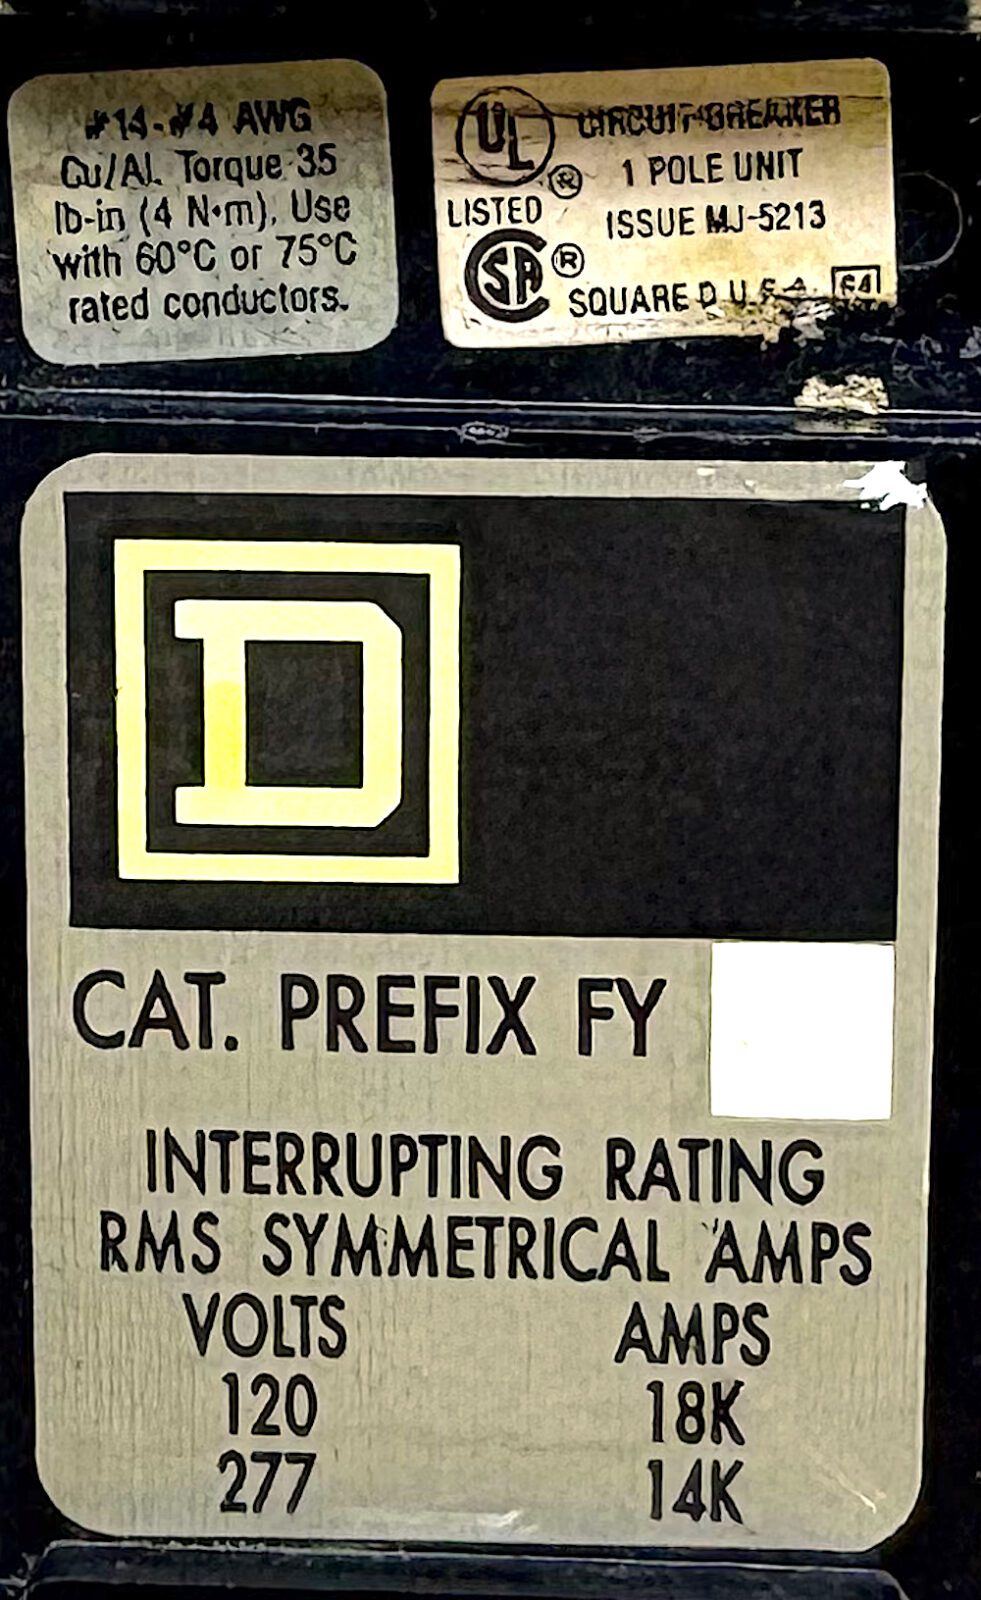 #14-#4 AWG
Cu/Al. Torque 35
lb-in (4 N•m). Use
with 60°C or 75°C
rated conductors.
UL ®
LISTED
SA ®
CIRCUIT BREAKER
1 POLE UNIT
ISSUE MJ-5213
SQUARE D U.S.A.
D
CAT. PREFIX FY
INTERRUPTING RATING
RMS SYMMETRICAL AMPS
VOLTS AMPS
120 18K
277 14K